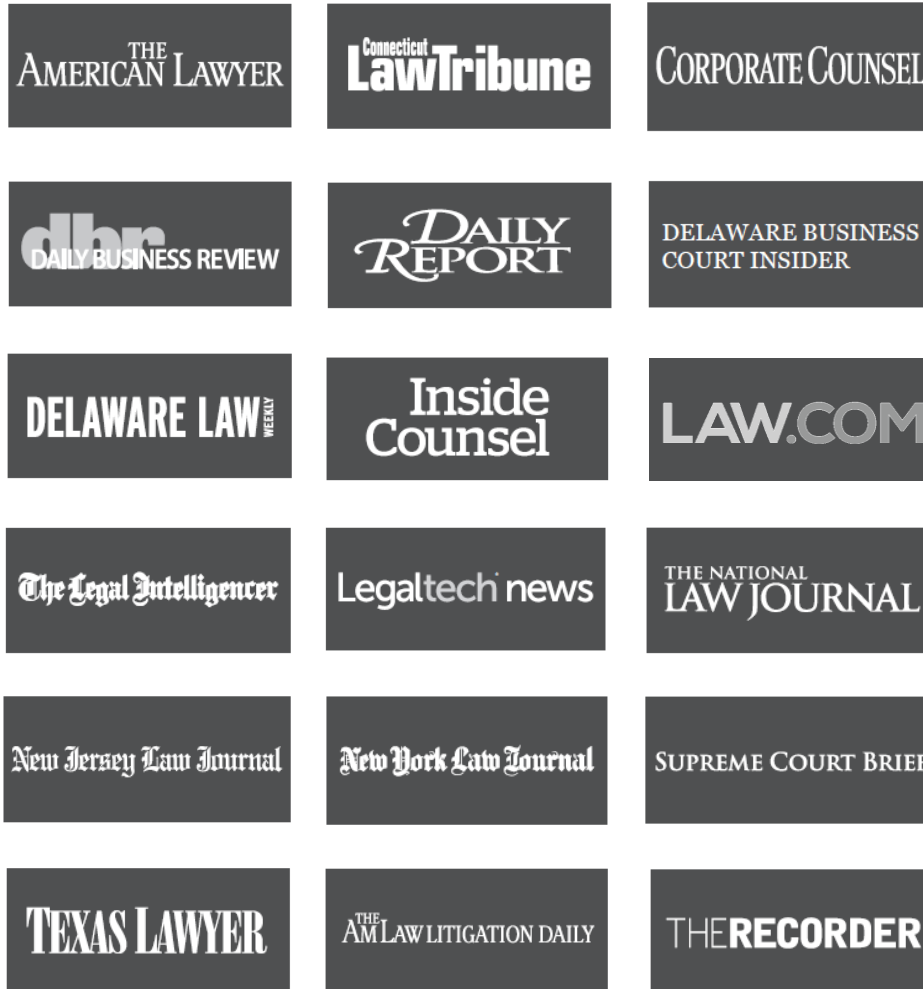 THE
AMERICAN LAWYER
Connecticut
LawTribune
CORPORATE COUNSEL
dbr
DAILY BUSINESS REVIEW
DAILY
REPORT
DELAWARE BUSINESS
COURT INSIDER
DELAWARE LAW WEEKLY
Inside
Counsel
LAW.COM
The Legal Intelligencer
Legaltech news
THE NATIONAL
LAW JOURNAL
New Jersey Law Journal
New York Law Journal
SUPREME COURT BRIEF
TEXAS LAWYER
THE
AM LAW LITIGATION DAILY
THERECORDER